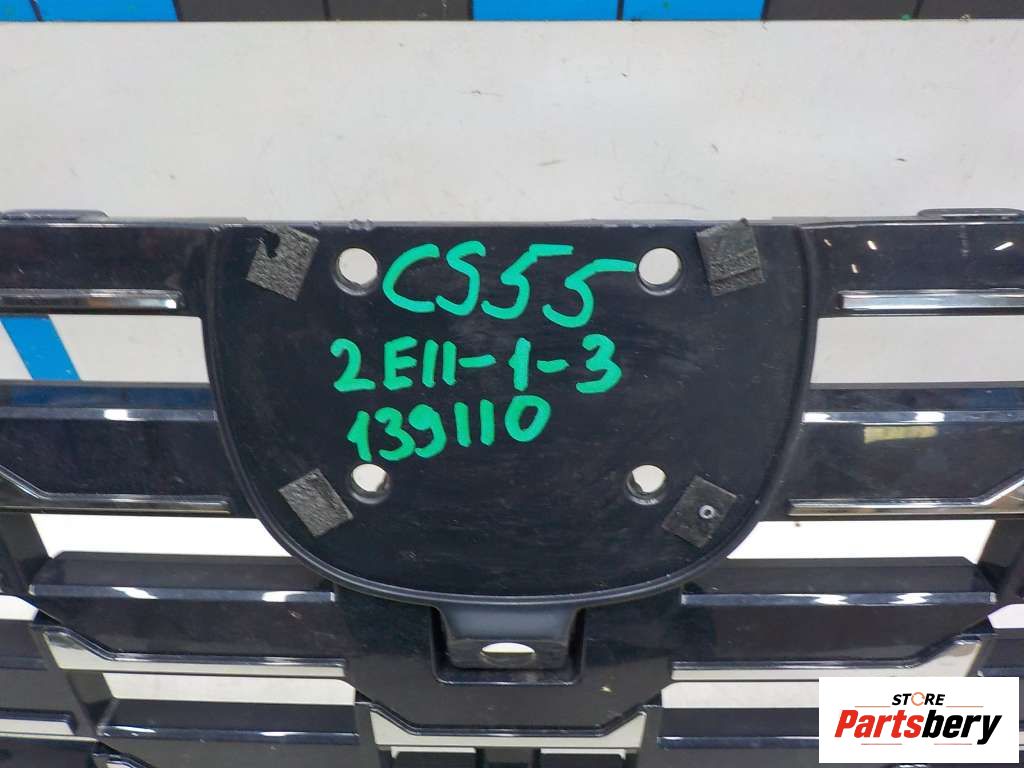 CS55
2E11-1-3
139110
STORE
Partsbery